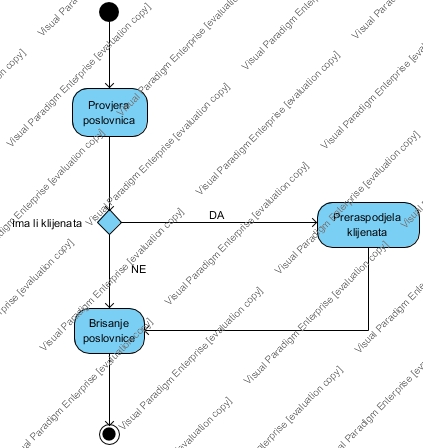 Provjera
poslovnica
Ima li klijenata
DA
Preraspodjela
klijenata
NE
Brisanje
poslovnice
Visual Paradigm Enterprise [evaluation copy]